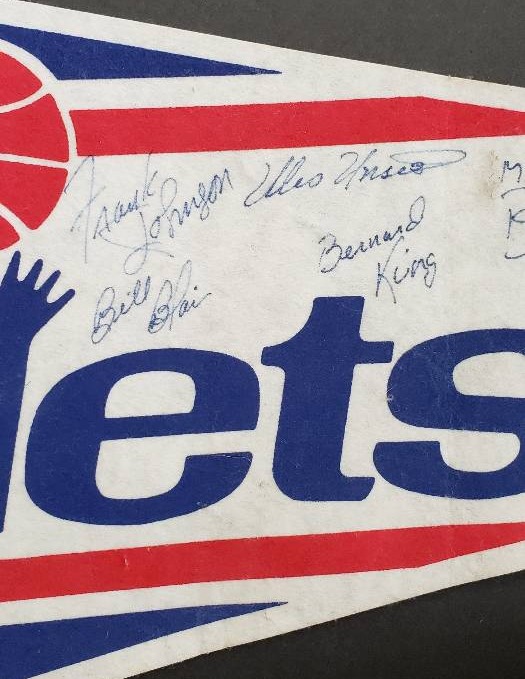 Frank Johnson
Wes Unseld
M
K
Bernard King
Bill Blair
lets